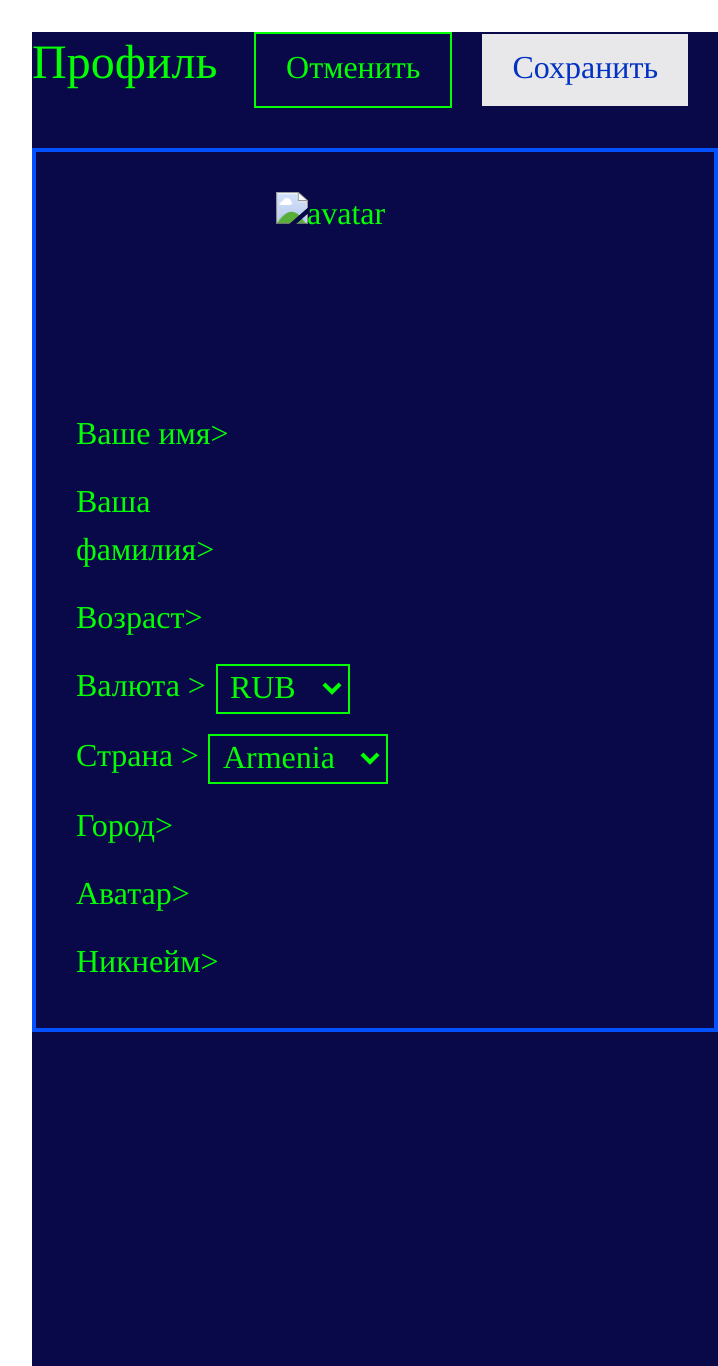 Профиль Отменить Сохранить
avatar
Ваше имя>
Ваша
фамилия>
Возраст>
Валюта > RUB
Страна > Armenia
Город>
Аватар>
Никнейм>